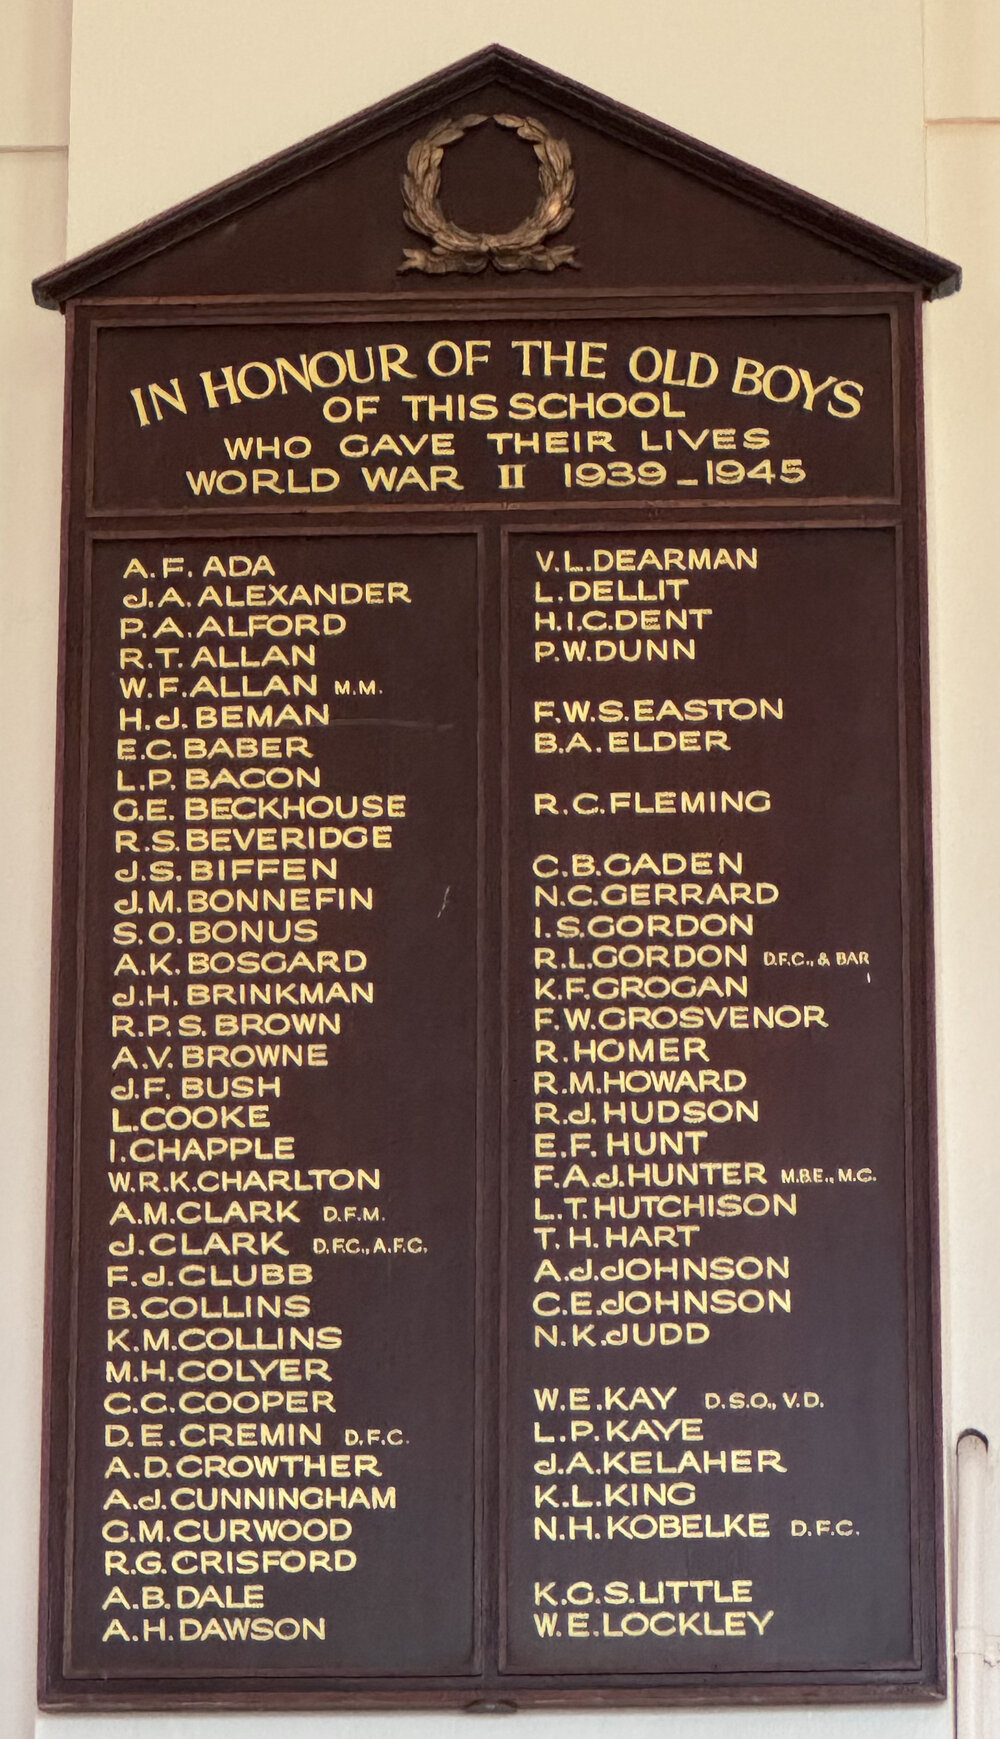 IN HONOUR OF THE OLD BOYS
OF THIS SCHOOL
WHO GAVE THEIR LIVES
WORLD WAR II 1939-1945
A.F. ADA
J.A. ALEXANDER
P.A. ALFORD
R.T. ALLAN
W.F. ALLAN M.M.
H.J. BEMAN
E.C. BABER
L.P. BACON
G.E. BECKHOUSE
R.S. BEVERIDGE
J.S. BIFFEN
J.M. BONNEFIN
S.O. BONUS
A.K. BOSGARD
J.H. BRINKMAN
R.P.S. BROWN
A.V. BROWNE
J.F. BUSH
L.COOKE
I.CHAPPLE
W.R.K.CHARLTON
A.M.CLARK D.F.M.
J.CLARK D.F.C., A.F.C.
F.J.CLUBB
B.COLLINS
K.M.COLLINS
M.H.COLYER
C.C.COOPER
D.E.CREMIN D.F.C.
A.D.CROWTHER
A.J.CUNNINGHAM
G.M.CURWOOD
R.G.CRISFORD
A.B.DALE
A.H.DAWSON
V.L.DEARMAN
L.DELLIT
H.I.C.DENT
P.W.DUNN
F.W.S.EASTON
B.A.ELDER
R.C.FLEMING
C.B.GADEN
N.C.GERRARD
I.S.GORDON
R.L.GORDON D.F.C., & BAR
K.F.GROGAN
F.W.GROSVENOR
R.HOMER
R.M.HOWARD
R.J.HUDSON
E.F.HUNT
F.A.J.HUNTER M.B.E., M.C.
L.T.HUTCHISON
T.H.HART
A.J.JOHNSON
C.E.JOHNSON
N.K.JUDD
W.E.KAY D.S.O., V.D.
L.P.KAYE
J.A.KELAHER
K.L.KING
N.H.KOBELKE D.F.C.
K.G.S.LITTLE
W.E.LOCKLEY